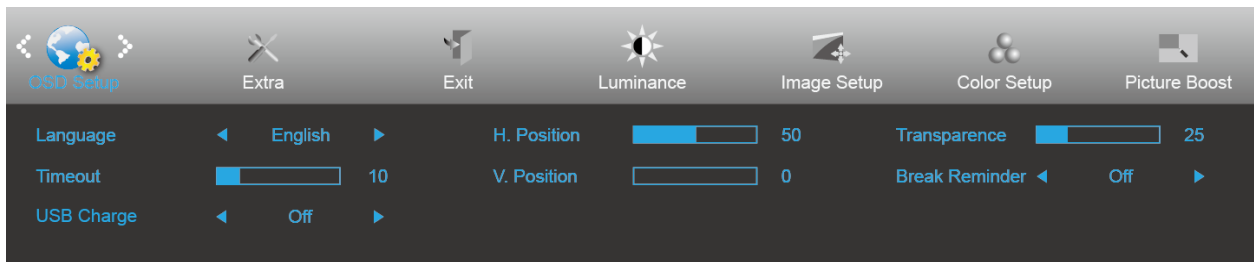 OSD Setup Extra Exit Luminance Image Setup Color Setup Picture Boost
Language English H. Position 50 Transparence 25
Timeout 10 V. Position 0 Break Reminder Off
USB Charge Off